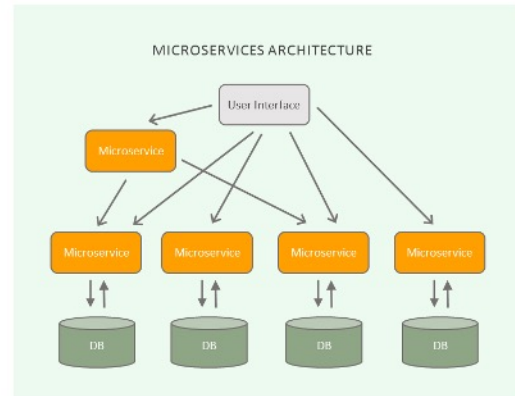 MICROSERVICES ARCHITECTURE
User Interface
Microservice
Microservice
Microservice
Microservice
Microservice
DB
DB
DB
DB